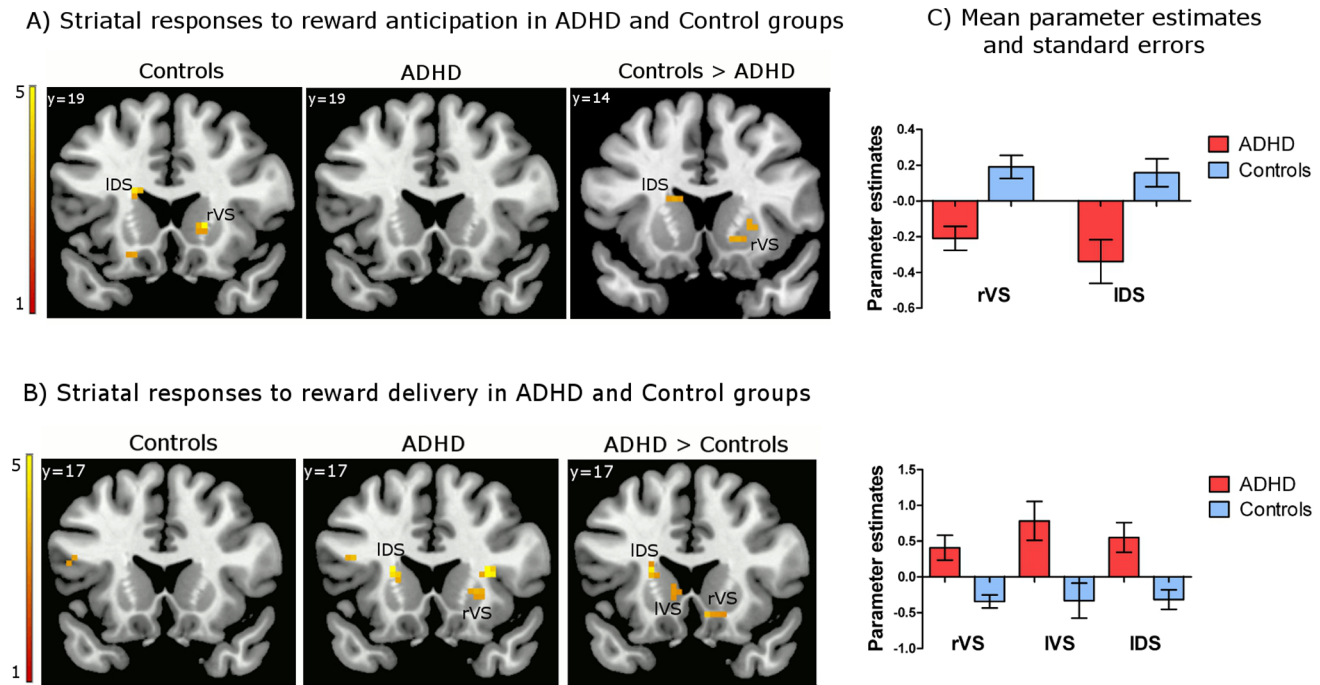 A) Striatal responses to reward anticipation in ADHD and Control groups
Controls
ADHD
Controls > ADHD
5
1
y=19
lDS
rVS
y=19
y=14
lDS
rVS
C) Mean parameter estimates
and standard errors
Parameter estimates
0.4
0.2
-0.0
-0.2
-0.4
-0.6
rVS
lDS
ADHD
Controls
B) Striatal responses to reward delivery in ADHD and Control groups
Controls
ADHD
ADHD > Controls
5
1
y=17
y=17
lDS
rVS
y=17
lDS
lVS
rVS
Parameter estimates
1.5
1.0
0.5
0.0
-0.5
-1.0
rVS
lVS
lDS
ADHD
Controls